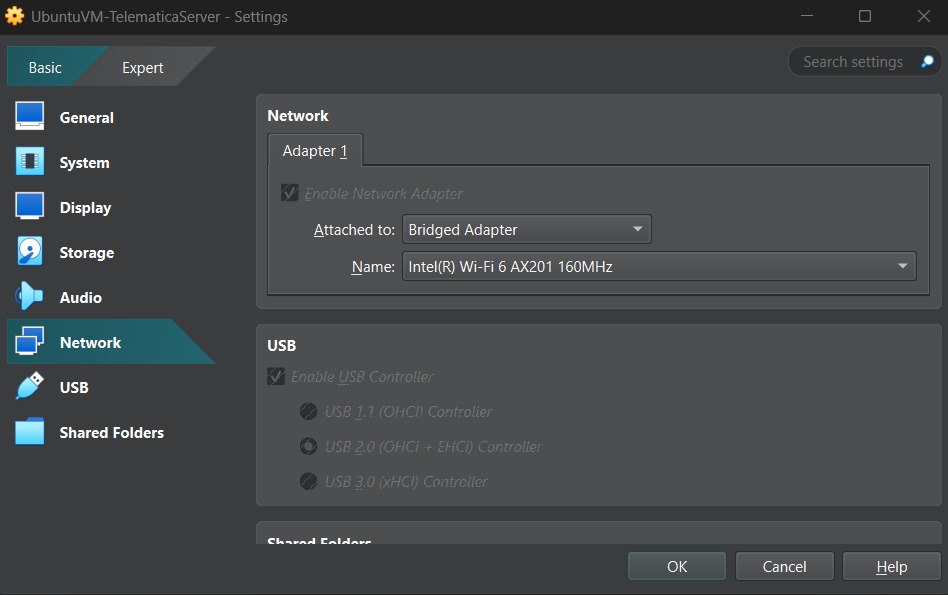 UbuntuVM-TelematicaServer - Settings
Basic
Expert
Search settings
General
System
Display
Storage
Audio
Network
USB
Shared Folders
Network
Adapter 1
Enable Network Adapter
Attached to: Bridged Adapter
Name: Intel(R) Wi-Fi 6 AX201 160MHz
USB
Enable USB Controller
USB 1.1 (OHCI) Controller
USB 2.0 (OHCI + EHCI) Controller
USB 3.0 (xHCI) Controller
Shared Folders
OK
Cancel
Help